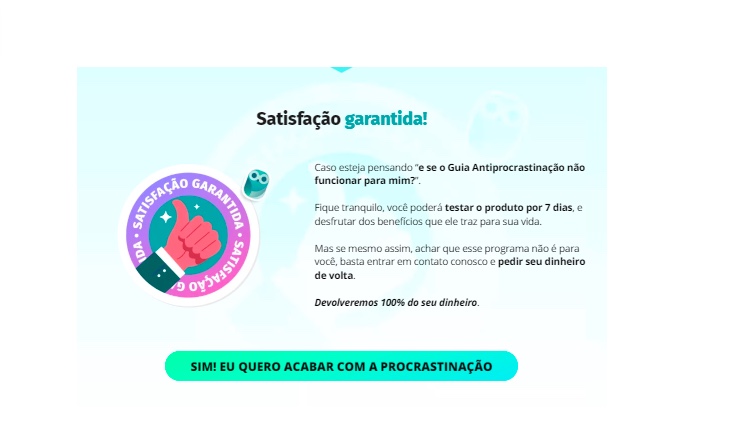 Satisfação garantida!
SATISFAÇÃO GARANTIDA • SATISFAÇÃO G
DA •
Caso esteja pensando "e se o Guia Antiprocrastinação não
funcionar para mim?".
Fique tranquilo, você poderá testar o produto por 7 dias, e
desfrutar dos benefícios que ele traz para sua vida.
Mas se mesmo assim, achar que esse programa não é para
você, basta entrar em contato conosco e pedir seu dinheiro
de volta.
Devolveremos 100% do seu dinheiro.
SIM! EU QUERO ACABAR COM A PROCRASTINAÇÃO